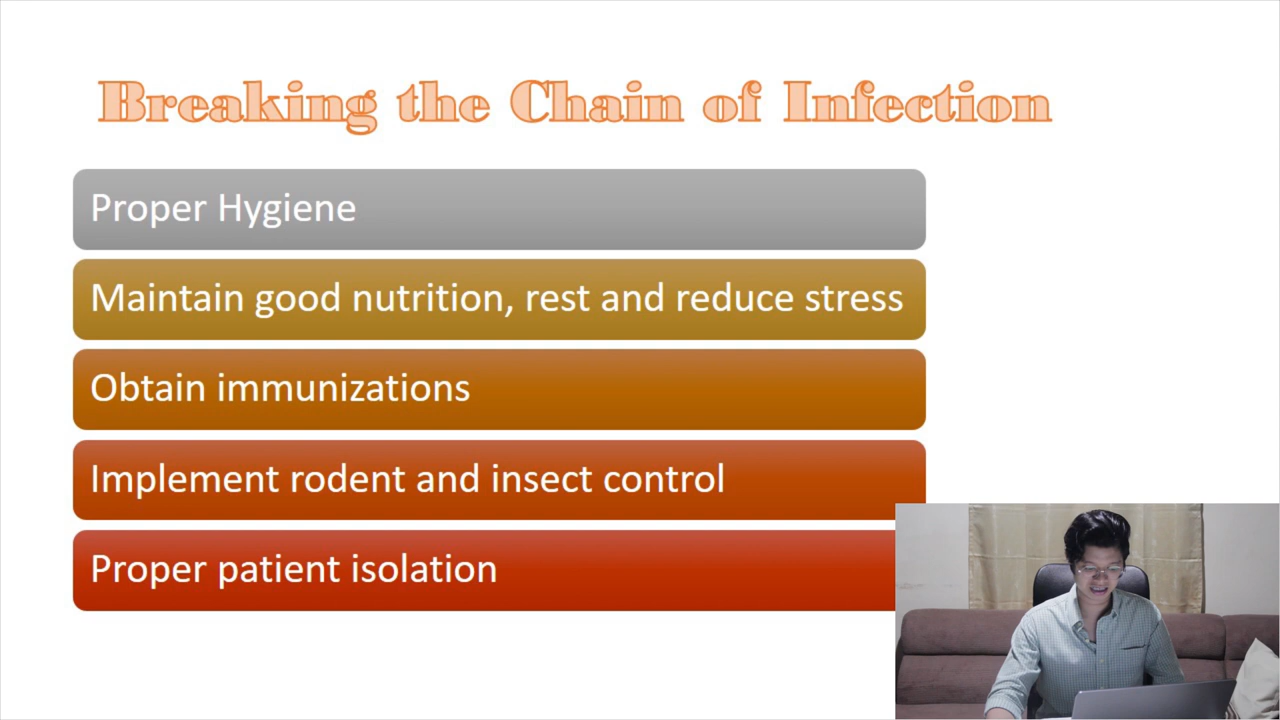 Breaking the Chain of Infection
Proper Hygiene
Maintain good nutrition, rest and reduce stress
Obtain immunizations
Implement rodent and insect control
Proper patient isolation